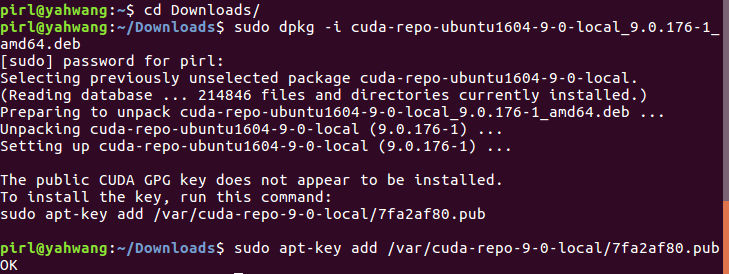 pirl@yahwang:~$ cd Downloads/
pirl@yahwang:~/Downloads$ sudo dpkg -i cuda-repo-ubuntu1604-9-0-local_9.0.176-1_
amd64.deb
[sudo] password for pirl:
Selecting previously unselected package cuda-repo-ubuntu1604-9-0-local.
(Reading database ... 214846 files and directories currently installed.)
Preparing to unpack cuda-repo-ubuntu1604-9-0-local_9.0.176-1_amd64.deb ...
Unpacking cuda-repo-ubuntu1604-9-0-local (9.0.176-1) ...
Setting up cuda-repo-ubuntu1604-9-0-local (9.0.176-1) ...
The public CUDA GPG key does not appear to be installed.
To install the key, run this command:
sudo apt-key add /var/cuda-repo-9-0-local/7fa2af80.pub
pirl@yahwang:~/Downloads$ sudo apt-key add /var/cuda-repo-9-0-local/7fa2af80.pub
OK